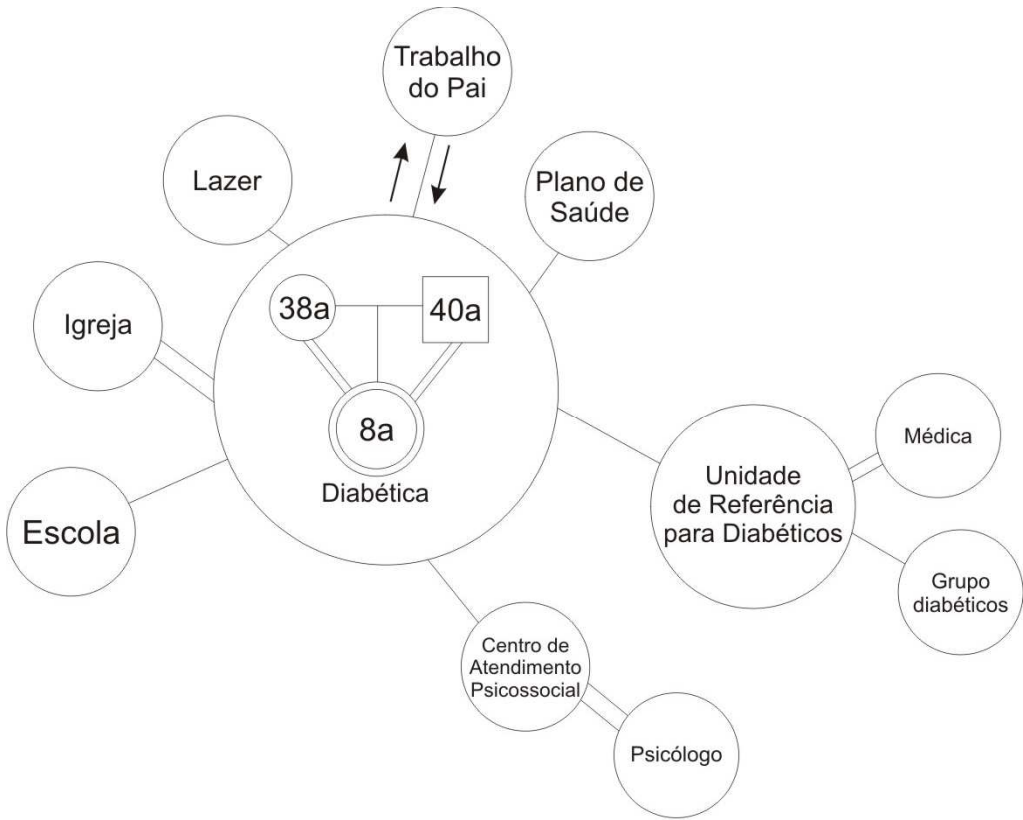 Trabalho
do Pai
Lazer
Plano de
Saúde
Igreja
38a
40a
8a
Diabética
Escola
Unidade
de Referência
para Diabéticos
Médica
Grupo
diabéticos
Centro de
Atendimento
Psicossocial
Psicólogo